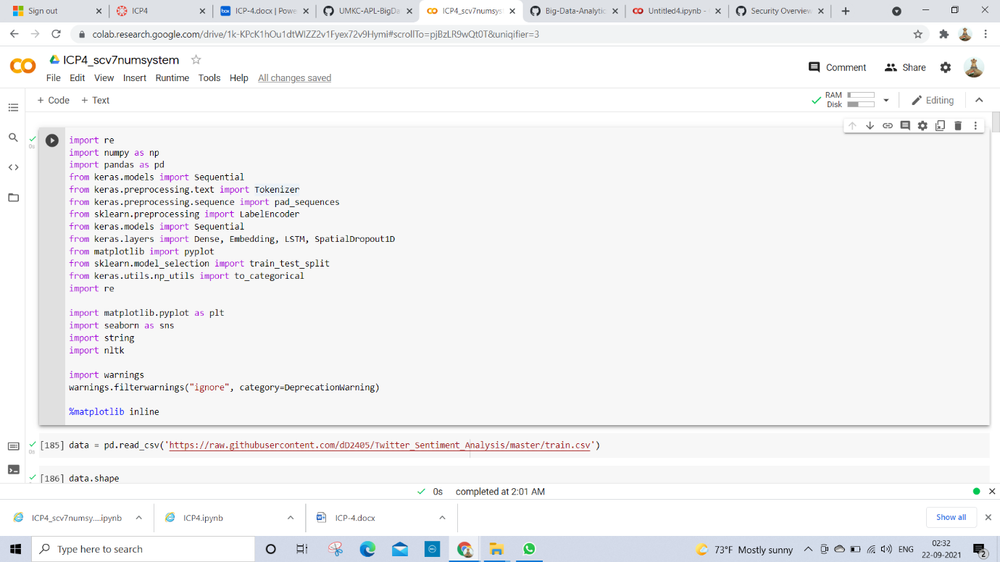 Sign out
ICP4
ICP-4.docx | Powe
UMKC-APL-BigDa
ICP4_scv7numsyst
Big-Data-Analytic
Untitled4.ipynb -
Security Overview
colab.research.google.com/drive/1k-KPcK1hOu1dtWIZZ2v1Fyex72v9Hymi#scrollTo=pjBzLR9wQt0T&uniqifier=3
ICP4_scv7numsystem
File Edit View Insert Runtime Tools Help All changes saved
Comment Share
+ Code + Text
RAM
Disk
Editing
import re
import numpy as np
import pandas as pd
from keras.models import Sequential
from keras.preprocessing.text import Tokenizer
from keras.preprocessing.sequence import pad_sequences
from sklearn.preprocessing import LabelEncoder
from keras.models import Sequential
from keras.layers import Dense, Embedding, LSTM, SpatialDropout1D
from matplotlib import pyplot
from sklearn.model_selection import train_test_split
from keras.utils.np_utils import to_categorical
import re
import matplotlib.pyplot as plt
import seaborn as sns
import string
import nltk
import warnings
warnings.filterwarnings("ignore", category=DeprecationWarning)
%matplotlib inline
0s
[185] data = pd.read_csv('https://raw.githubusercontent.com/dD2405/Twitter_Sentiment_Analysis/master/train.csv')
0s
[186] data.shape
0s completed at 2:01 AM
ICP4_scv7numsy....ipynb
ICP4.ipynb
ICP-4.docx
Show all
Type here to search
73°F Mostly sunny
ENG
02:32
22-09-2021
2